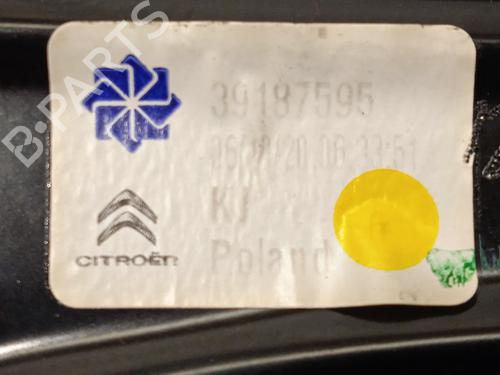 B-PARTS
39187595
KJ
Poland
CITROËN